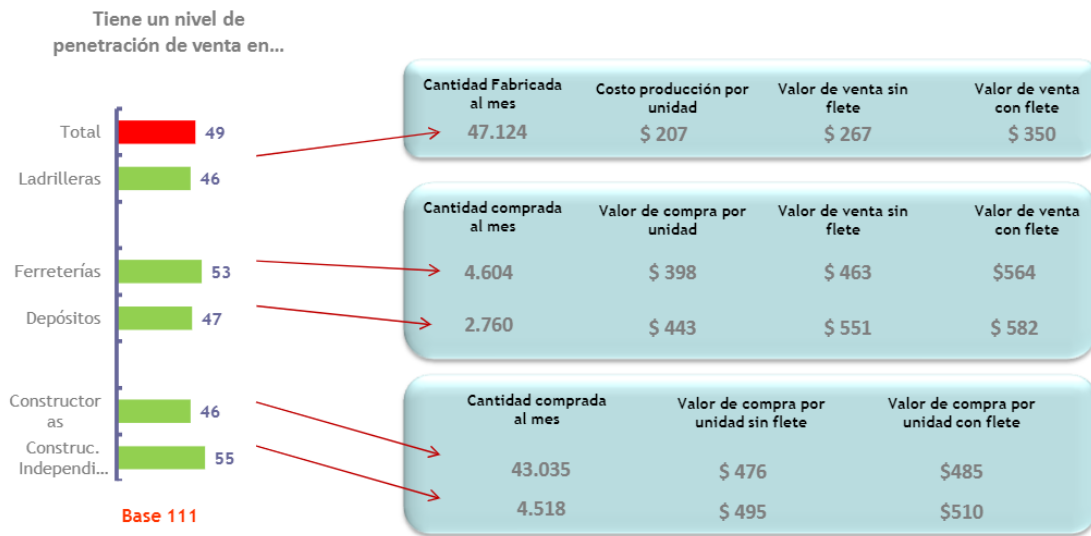 Tiene un nivel de
penetración de venta en…
Total
49
Ladrilleras
46
Ferreterías
53
Depósitos
47
Constructor
as
46
Construc.
Independi...
55
Base 111
Cantidad Fabricada
al mes
Costo producción por
unidad
Valor de venta sin
flete
Valor de venta
con flete
47.124
$ 207
$ 267
$ 350
Cantidad comprada
al mes
Valor de compra por
unidad
Valor de venta sin
flete
Valor de venta
con flete
4.604
$ 398
$ 463
$564
2.760
$ 443
$ 551
$ 582
Cantidad comprada
al mes
Valor de compra por
unidad sin flete
Valor de compra por
unidad con flete
43.035
$ 476
$485
4.518
$ 495
$510